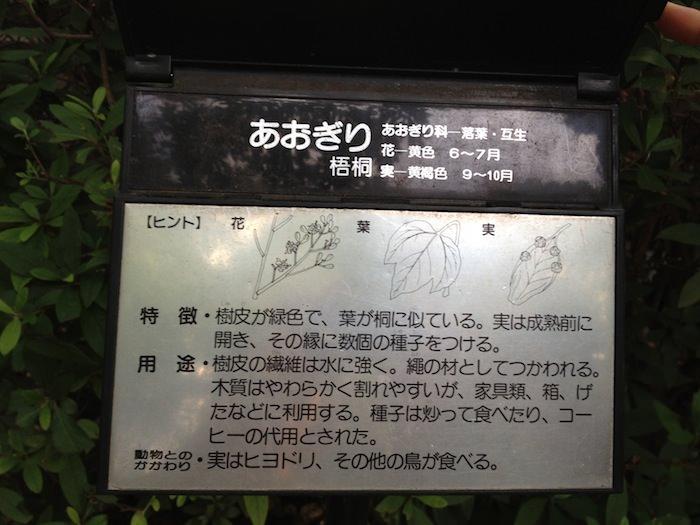 あおぎり
梧桐
あおぎり科―落葉・互生
花―黄色 6〜7月
実―黄褐色 9〜10月
【ヒント】 花 葉 実
特徴・樹皮が緑色で、葉が桐に似ている。実は成熟前に
開き、その縁に数個の種子をつける。
用途・樹皮の繊維は水に強く。縄の材としてつかわれる。
木質はやわらかく割れやすいが、家具類、箱、げ
たなどに利用する。種子は炒って食べたり、コー
ヒーの代用とされた。
動物との
かかわり・実はヒヨドリ、その他の鳥が食べる。